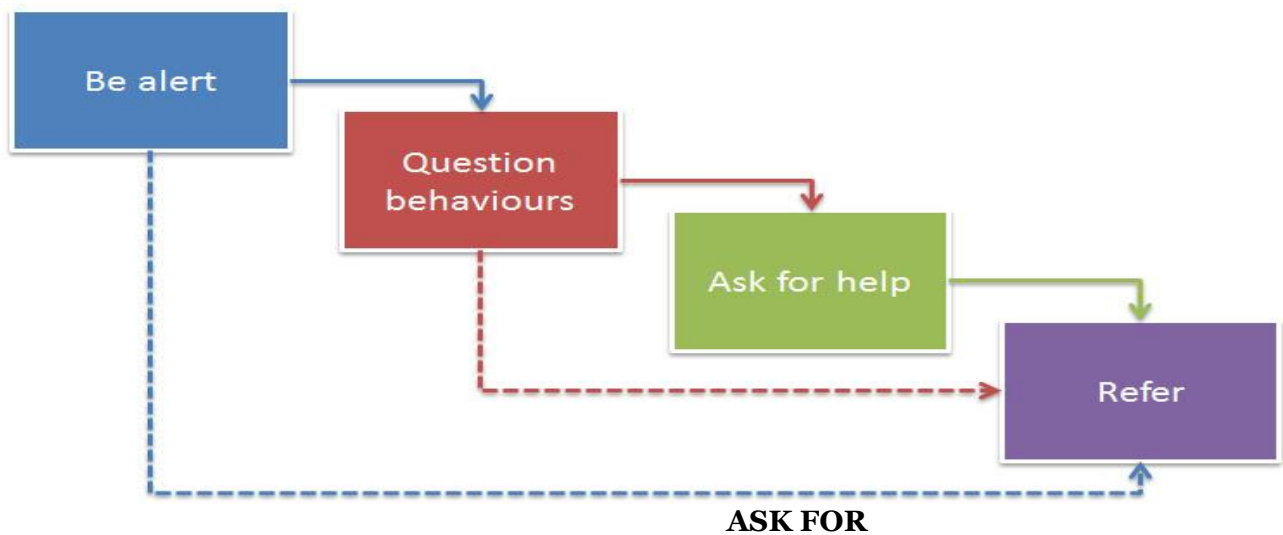 Be alert
Question
behaviours
Ask for help
Refer
ASK FOR